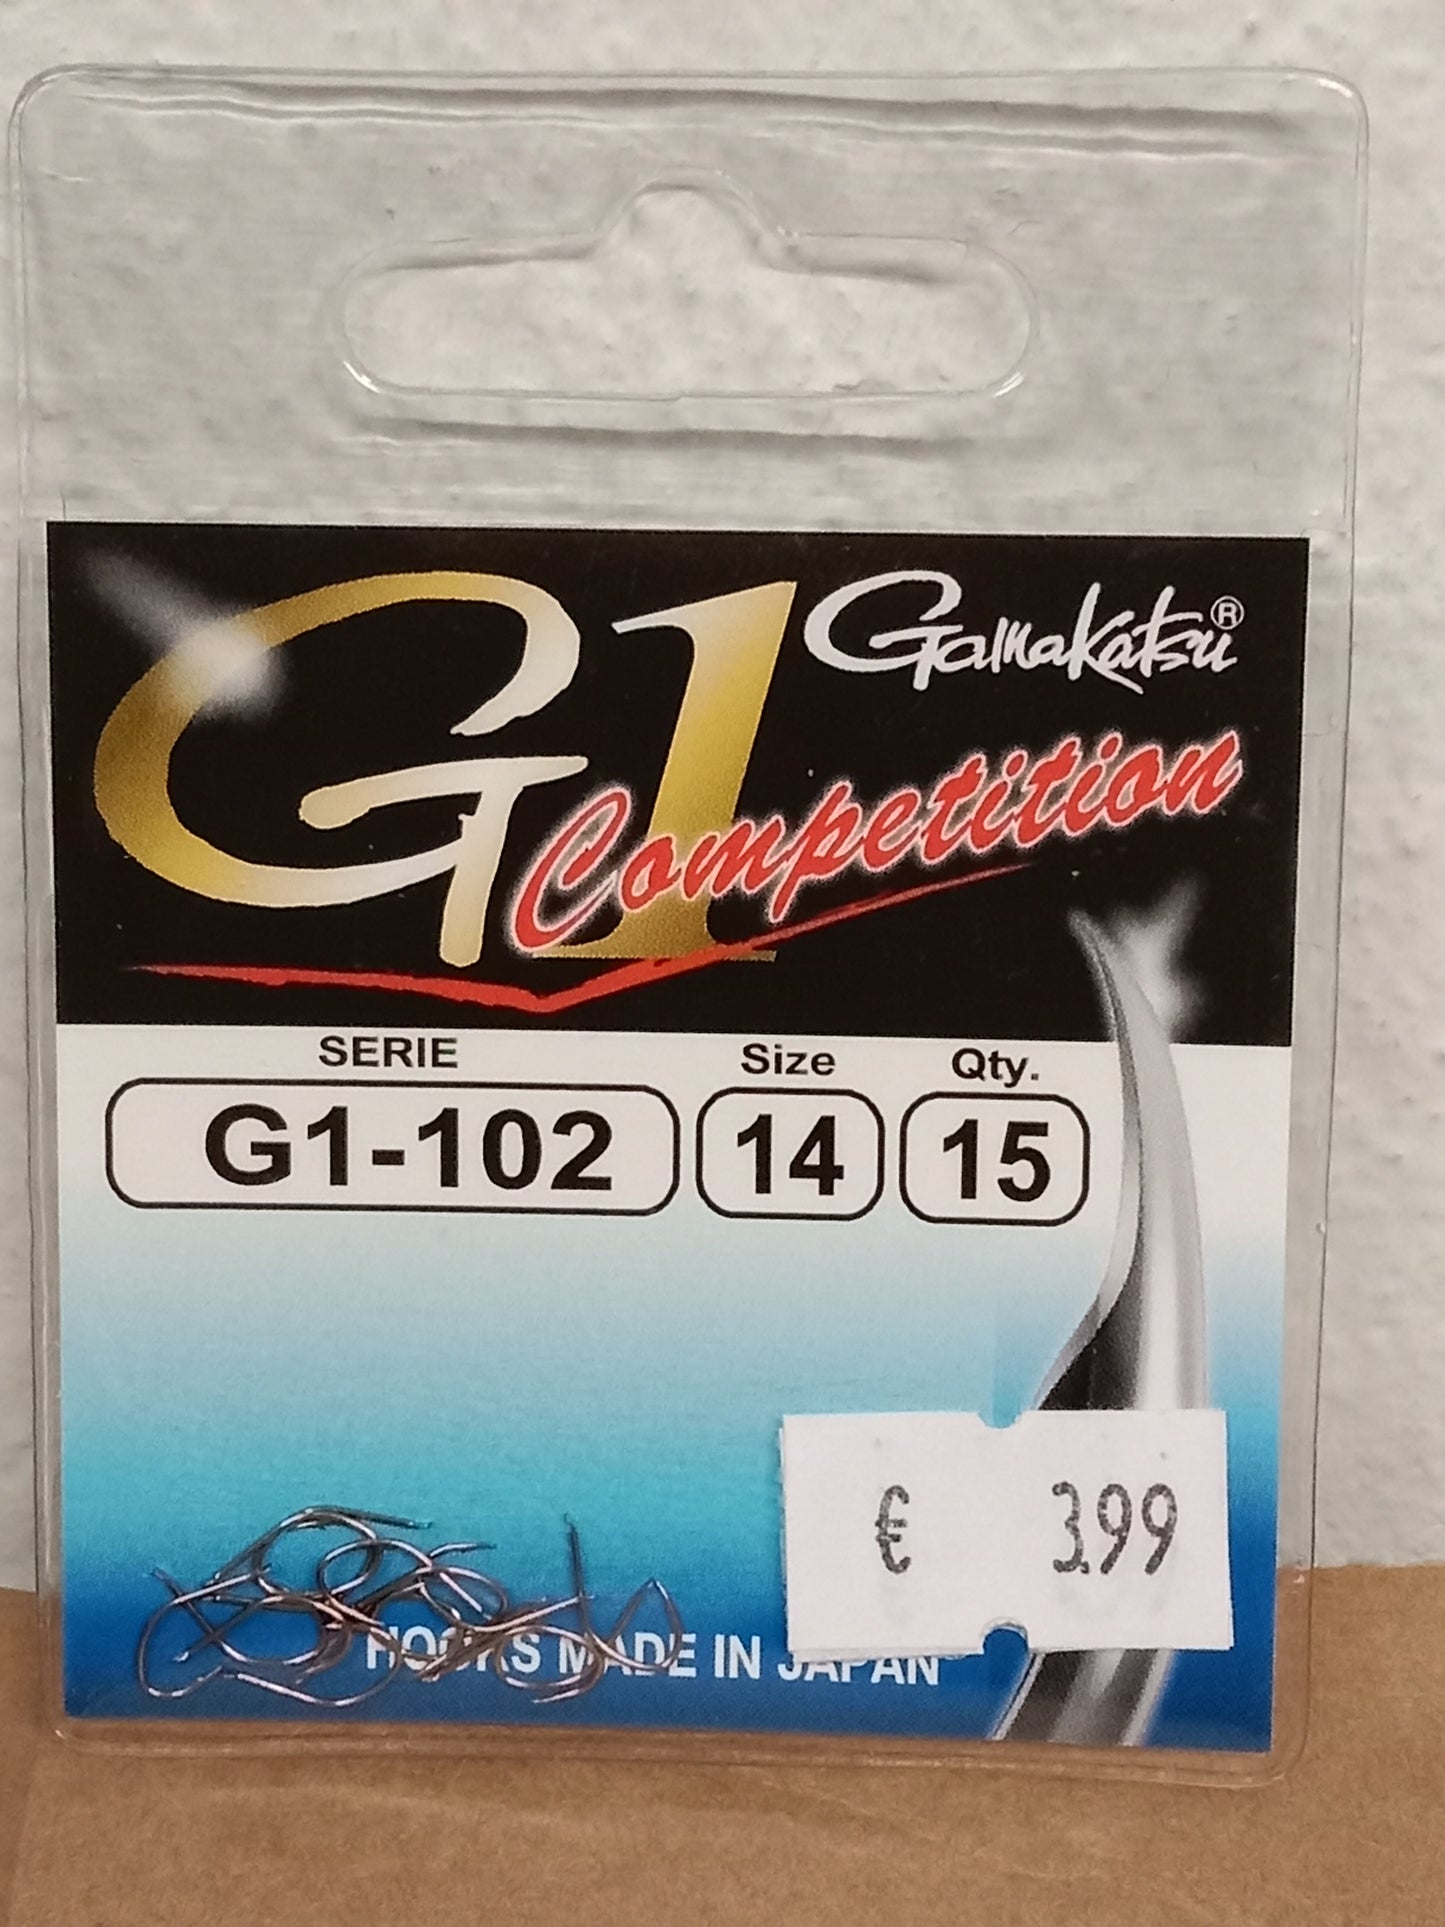 G1
Gamakatsu®
Competition
SERIE Size Qty.
G1-102 14 15
€ 3.99
HOOKS MADE IN JAPAN